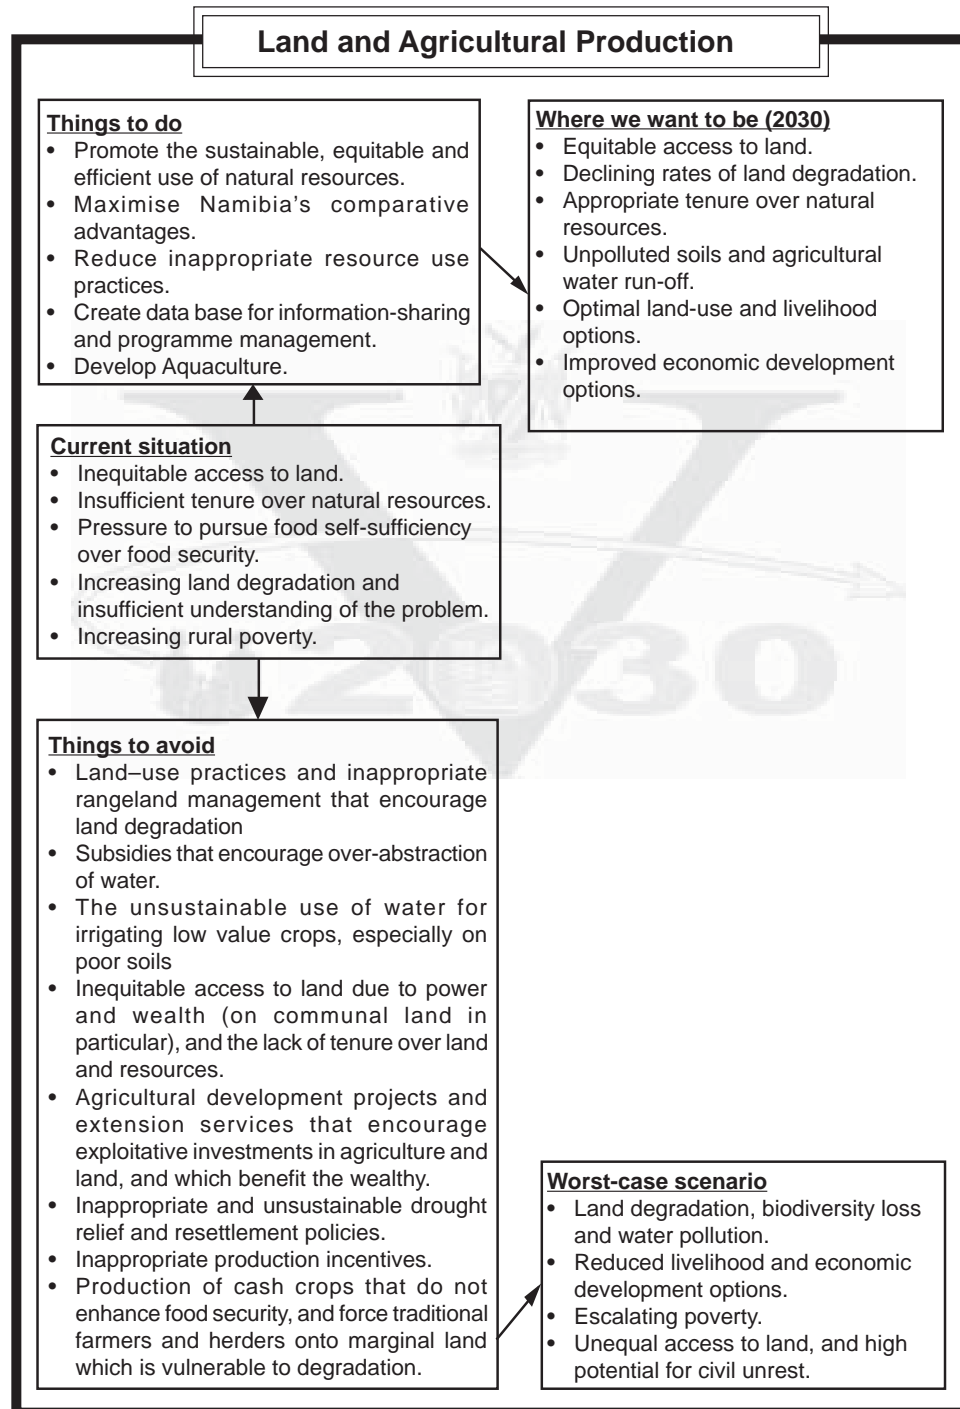 Land and Agricultural Production
Things to do
• Promote the sustainable, equitable and
efficient use of natural resources.
• Maximise Namibia's comparative
advantages.
• Reduce inappropriate resource use
practices.
• Create data base for information-sharing
and programme management.
• Develop Aquaculture.
Where we want to be (2030)
• Equitable access to land.
• Declining rates of land degradation.
• Appropriate tenure over natural
resources.
• Unpolluted soils and agricultural
water run-off.
• Optimal land-use and livelihood
options.
• Improved economic development
options.
Current situation
• Inequitable access to land.
• Insufficient tenure over natural resources.
• Pressure to pursue food self-sufficiency
over food security.
• Increasing land degradation and
insufficient understanding of the problem.
• Increasing rural poverty.
V
2030
Things to avoid
• Land–use practices and inappropriate
rangeland management that encourage
land degradation
• Subsidies that encourage over-abstraction
of water.
• The unsustainable use of water for
irrigating low value crops, especially on
poor soils
• Inequitable access to land due to power
and wealth (on communal land in
particular), and the lack of tenure over land
and resources.
• Agricultural development projects and
extension services that encourage
exploitative investments in agriculture and
land, and which benefit the wealthy.
• Inappropriate and unsustainable drought
relief and resettlement policies.
• Inappropriate production incentives.
• Production of cash crops that do not
enhance food security, and force traditional
farmers and herders onto marginal land
which is vulnerable to degradation.
Worst-case scenario
• Land degradation, biodiversity loss
and water pollution.
• Reduced livelihood and economic
development options.
• Escalating poverty.
• Unequal access to land, and high
potential for civil unrest.